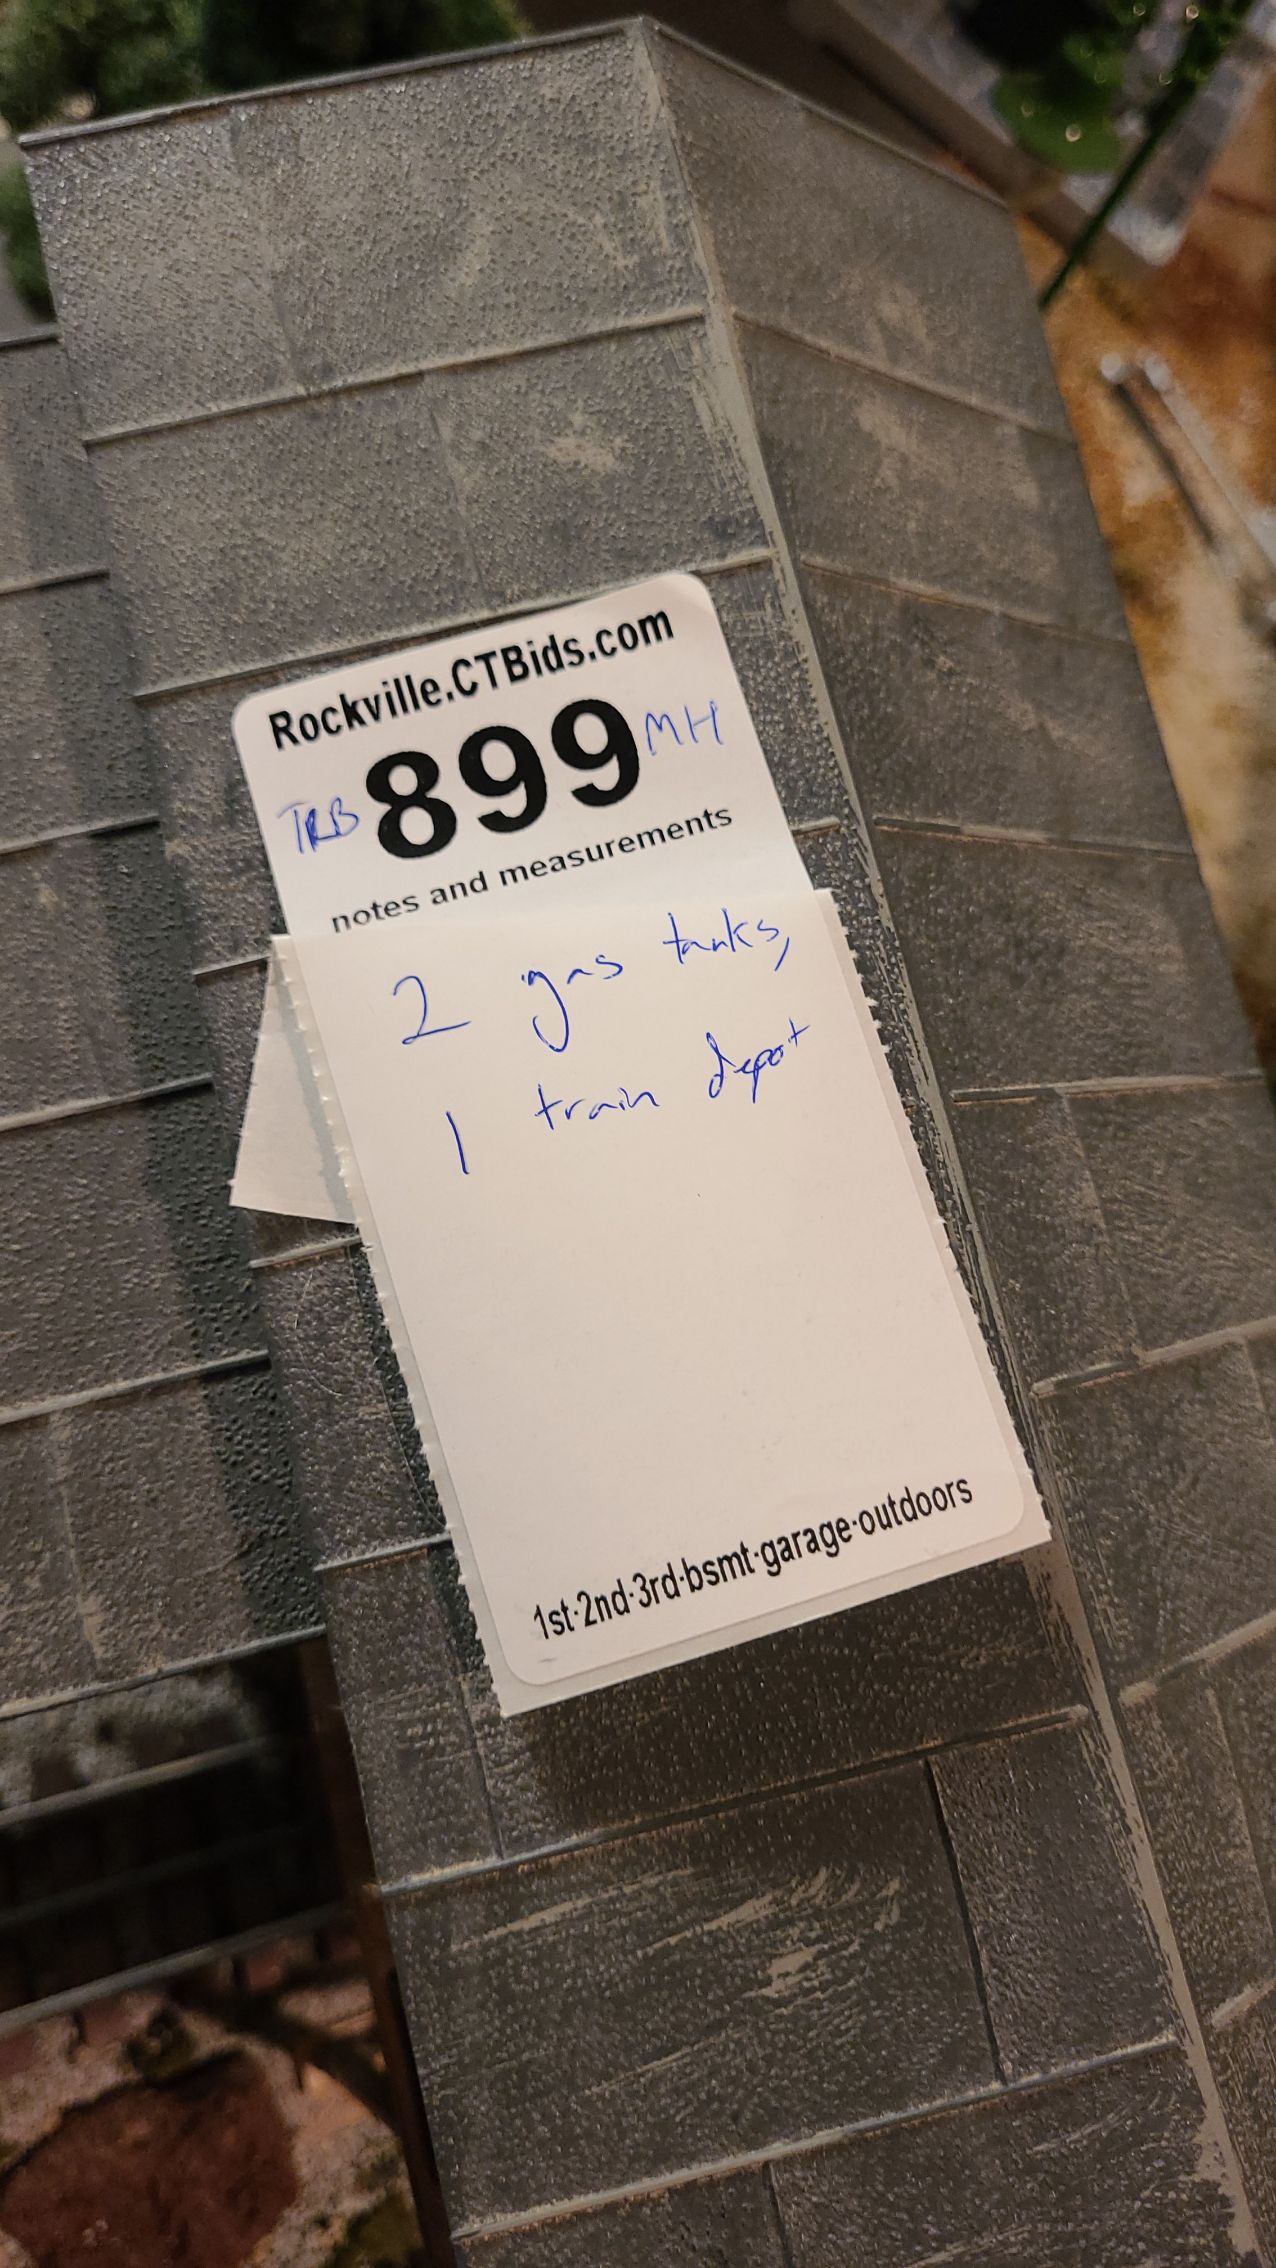 Rockville.CTBids.com
TRB 899 MH
notes and measurements
2 gas tanks,
1 train depot
1st·2nd·3rd·bsmt·garage·outdoors